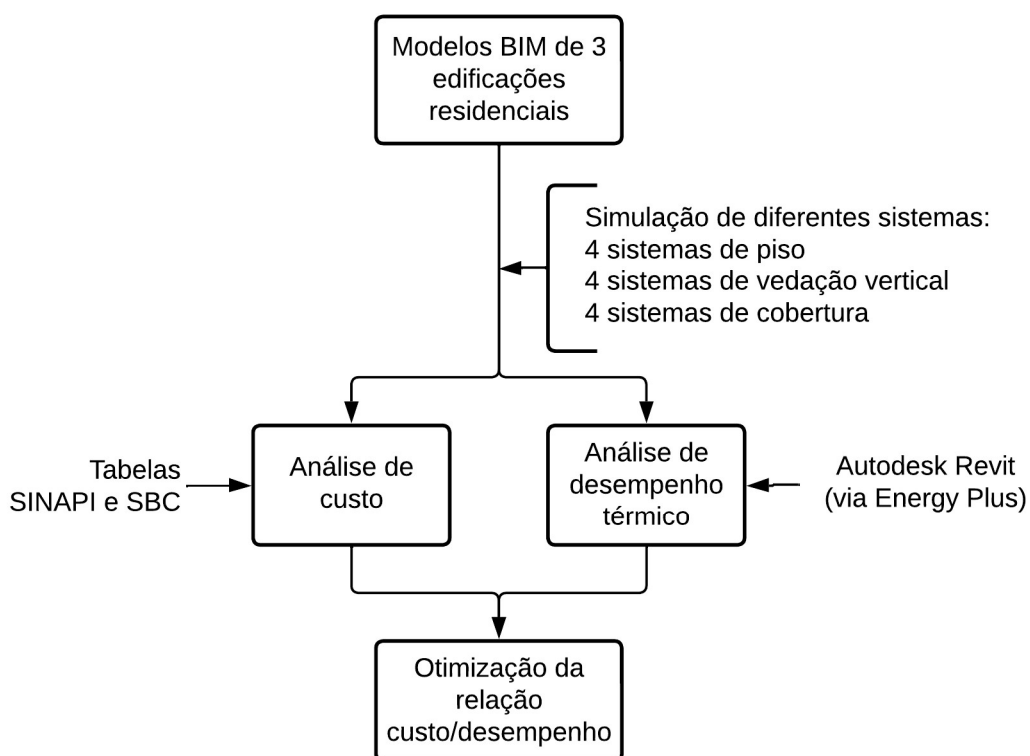 Modelos BIM de 3
edificações
residenciais
Simulação de diferentes sistemas:
4 sistemas de piso
4 sistemas de vedação vertical
4 sistemas de cobertura
Tabelas
SINAPI e SBC
Análise de
custo
Análise de
desempenho
térmico
Autodesk Revit
(via Energy Plus)
Otimização da
relação
custo/desempenho